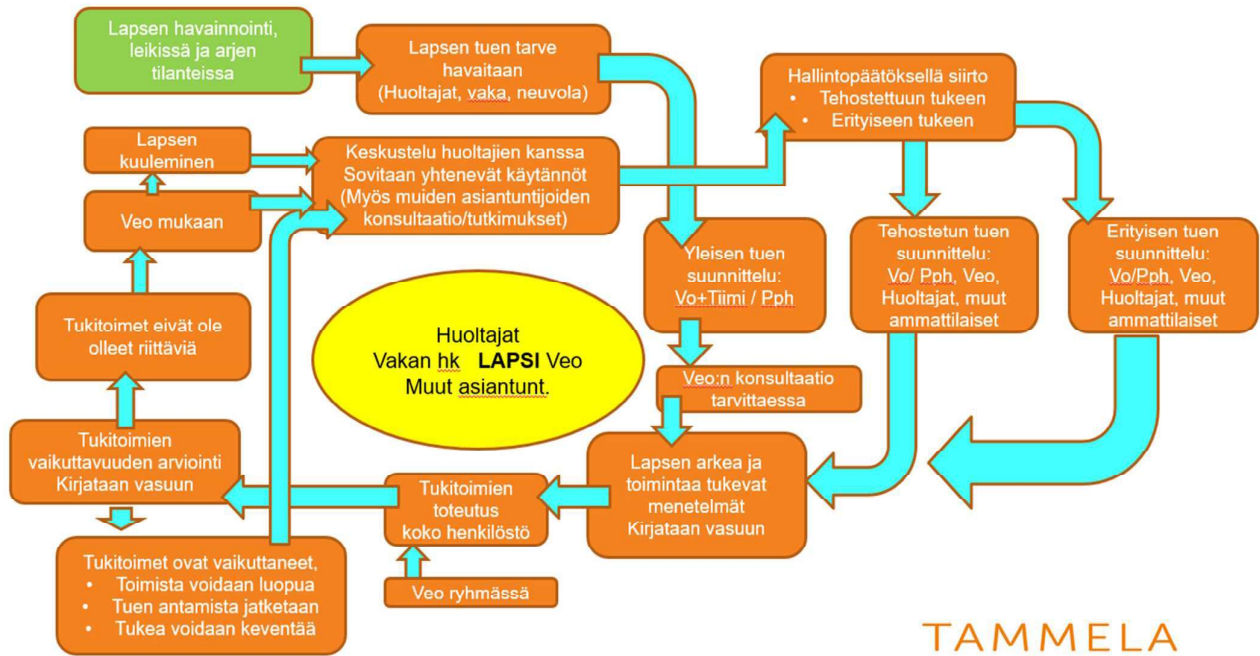 Lapsen havainnointi,
leikissä ja arjen
tilanteissa
Lapsen tuen tarve
havaitaan
(Huoltajat, vaka, neuvola)
Hallintopäätöksellä siirto
• Tehostettuun tukeen
• Erityiseen tukeen
Lapsen
kuuleminen
Keskustelu huoltajien kanssa
Sovitaan yhtenevät käytännöt
(Myös muiden asiantuntijoiden
konsultaatio/tutkimukset)
Veo mukaan
Yleisen tuen
suunnittelu:
Vo+Tiimi / Pph
Tehostetun tuen
suunnittelu:
Vo/ Pph, Veo,
Huoltajat, muut
ammattilaiset
Erityisen tuen
suunnittelu:
Vo/Pph, Veo,
Huoltajat, muut
ammattilaiset
Tukitoimet eivät ole
olleet riittäviä
Huoltajat
Vakan hk LAPSI Veo
Muut asiantunt.
Veo:n konsultaatio
tarvittaessa
Tukitoimien
vaikuttavuuden arviointi
Kirjataan vasuun
Tukitoimien
toteutus
koko henkilöstö
Lapsen arkea ja
toimintaa tukevat
menetelmät
Kirjataan vasuun
Tukitoimet ovat vaikuttaneet,
• Toimista voidaan luopua
• Tuen antamista jatketaan
• Tukea voidaan keventää
Veo ryhmässä
TAMMELA